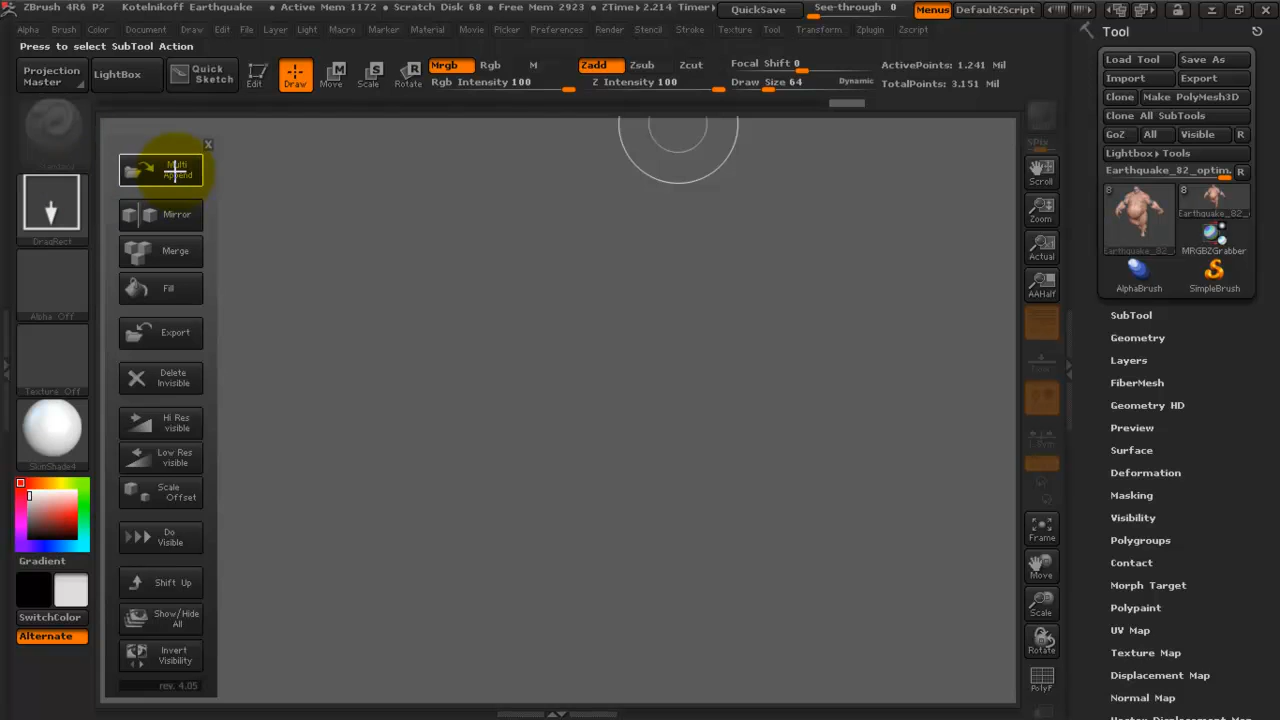 ZBrush 4R6 P2 Kotelnikoff Earthquake • Active Mem 1172 • Scratch Disk 68 • Free Mem 2923 • ZTime▸2.214 Timer▸ QuickSave See-through 0 Menus DefaultZScript
Alpha Brush Color Document Draw Edit File Layer Light Macro Marker Material Movie Picker Preferences Render Stencil Stroke Texture Tool Transform Zplugin Zscript
Press to select SubTool Action
Projection Master
LightBox
Quick Sketch
Edit
Draw
Move
Scale
Rotate
Mrgb Rgb M
Rgb Intensity 100
Zadd Zsub Zcut
Z Intensity 100
Focal Shift 0
Draw Size 64 Dynamic
ActivePoints: 1.241 Mil
TotalPoints: 3.151 Mil
DragRect
Alpha Off
Texture Off
SkinShade4
Gradient
SwitchColor
Alternate
X
Multi Append
Mirror
Merge
Fill
Export
Delete Invisible
Hi Res visible
Low Res visible
Scale Offset
Do Visible
Shift Up
Show/Hide All
Invert Visibility
rev. 4.05
SPix
Scroll
Zoom
Actual
AAHalf
Frame
Move
Scale
Rotate
PolyF
Tool
Load Tool Save As
Import Export
Clone Make PolyMesh3D
Clone All SubTools
GoZ All Visible R
Lightbox▸Tools
Earthquake_82_optim. R
8
8
Earthquake_82_
Earthquake_82_
MRGBZGrabber
AlphaBrush
SimpleBrush
SubTool
Geometry
Layers
FiberMesh
Geometry HD
Preview
Surface
Deformation
Masking
Visibility
Polygroups
Contact
Morph Target
Polypaint
UV Map
Texture Map
Displacement Map
Normal Map
Vector Displacement Map